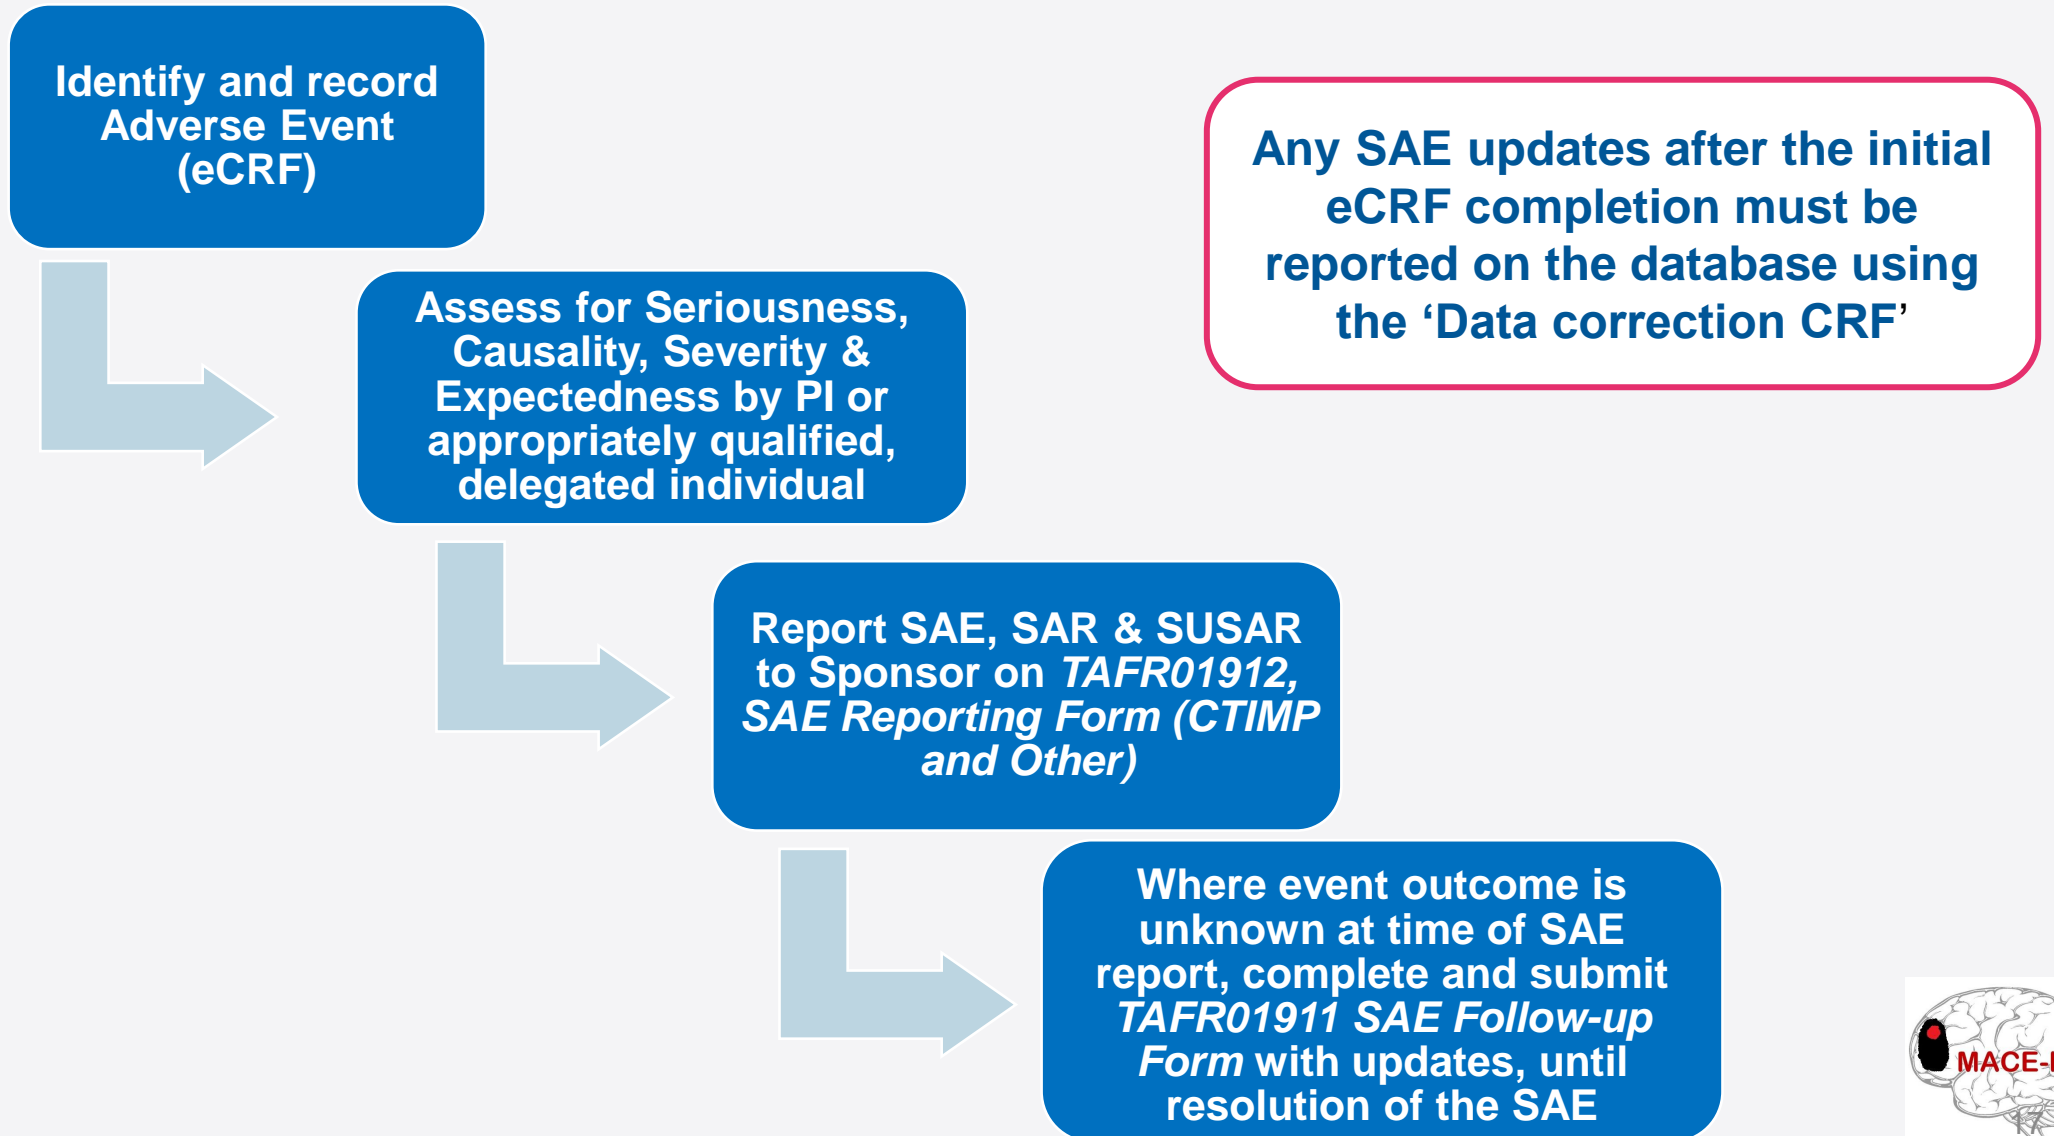 Identify and record
Adverse Event
(eCRF)
Any SAE updates after the initial
eCRF completion must be
reported on the database using
the ‘Data correction CRF’
Assess for Seriousness,
Causality, Severity &
Expectedness by PI or
appropriately qualified,
delegated individual
Report SAE, SAR & SUSAR
to Sponsor on TAFR01912,
SAE Reporting Form (CTIMP
and Other)
Where event outcome is
unknown at time of SAE
report, complete and submit
TAFR01911 SAE Follow-up
Form with updates, until
resolution of the SAE
MACE-
17